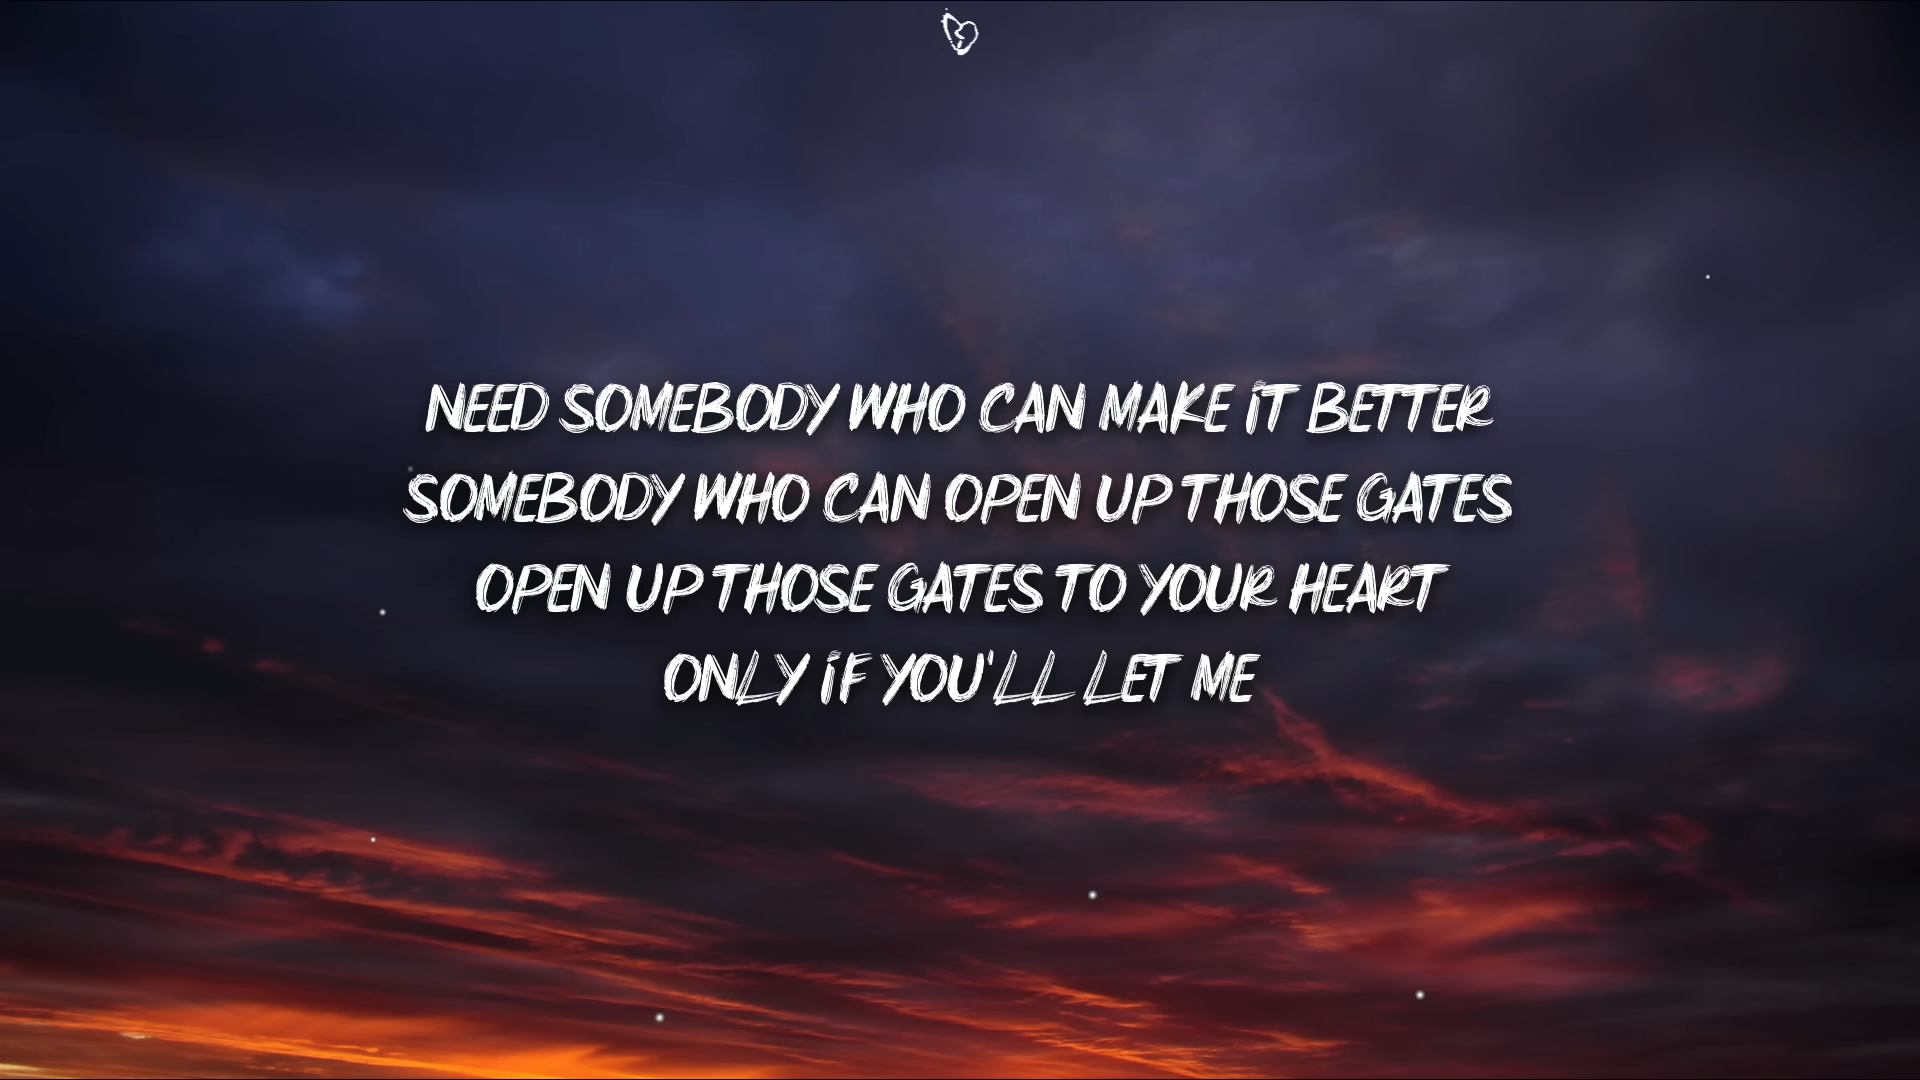 NEED SOMEBODY WHO CAN MAKE IT BETTER
SOMEBODY WHO CAN OPEN UP THOSE GATES
OPEN UP THOSE GATES TO YOUR HEART
ONLY IF YOU'LL LET ME